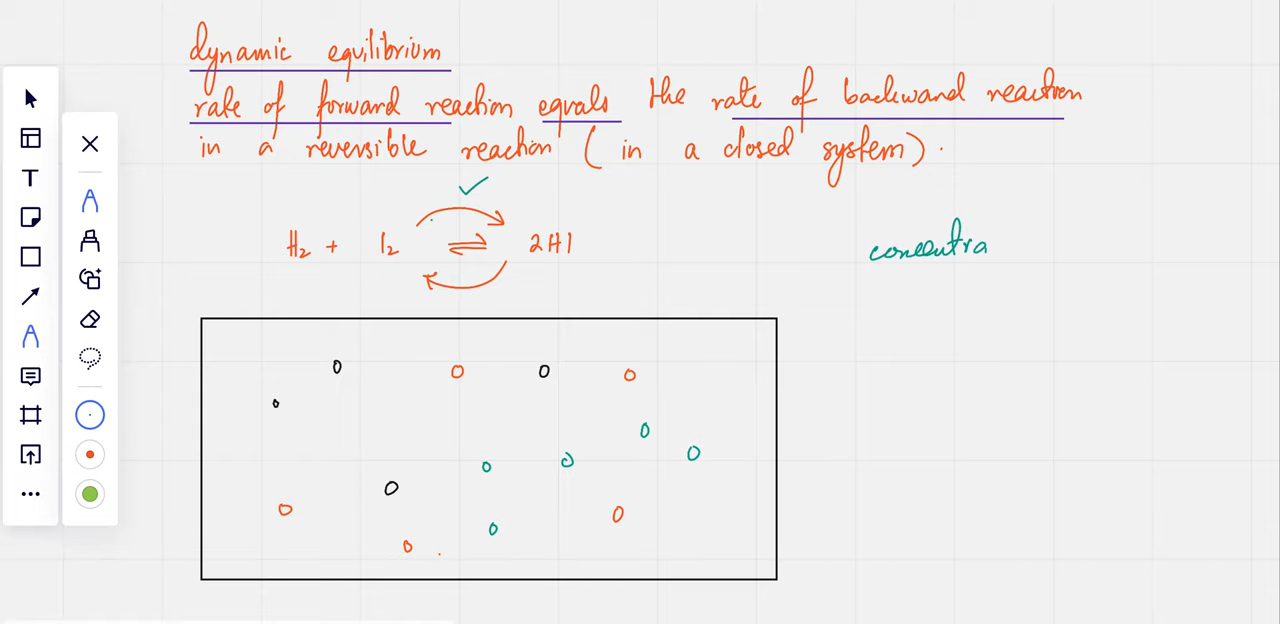 dynamic equilibrium
rate of forward reaction equals the rate of backward reaction
in a reversible reaction (in a closed system).
H₂ + I₂ ⇌ 2HI
concentra